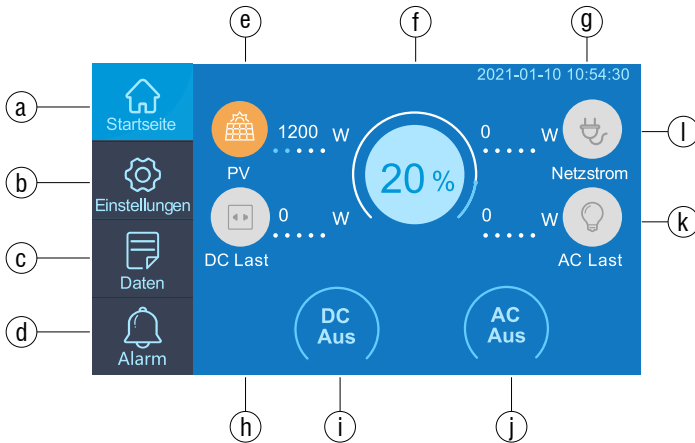 e
f
g
a
b
c
d
l
k
h
i
j
2021-01-10 10:54:30
Startseite
Einstellungen
Daten
Alarm
1200 W
PV
0 W
DC Last
20 %
0 W
Netzstrom
0 W
AC Last
DC
Aus
AC
Aus